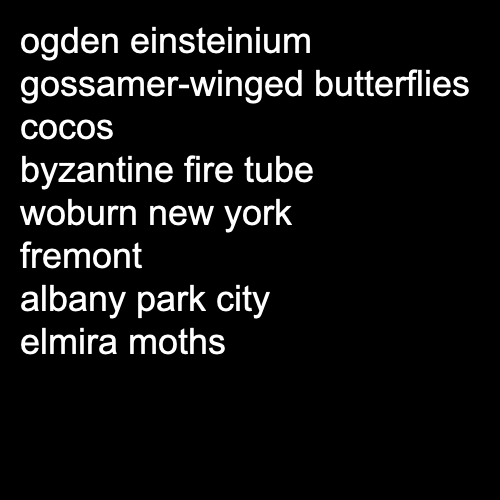 ogden einsteinium
gossamer-winged butterflies
cocos
byzantine fire tube
woburn new york
fremont
albany park city
elmira moths